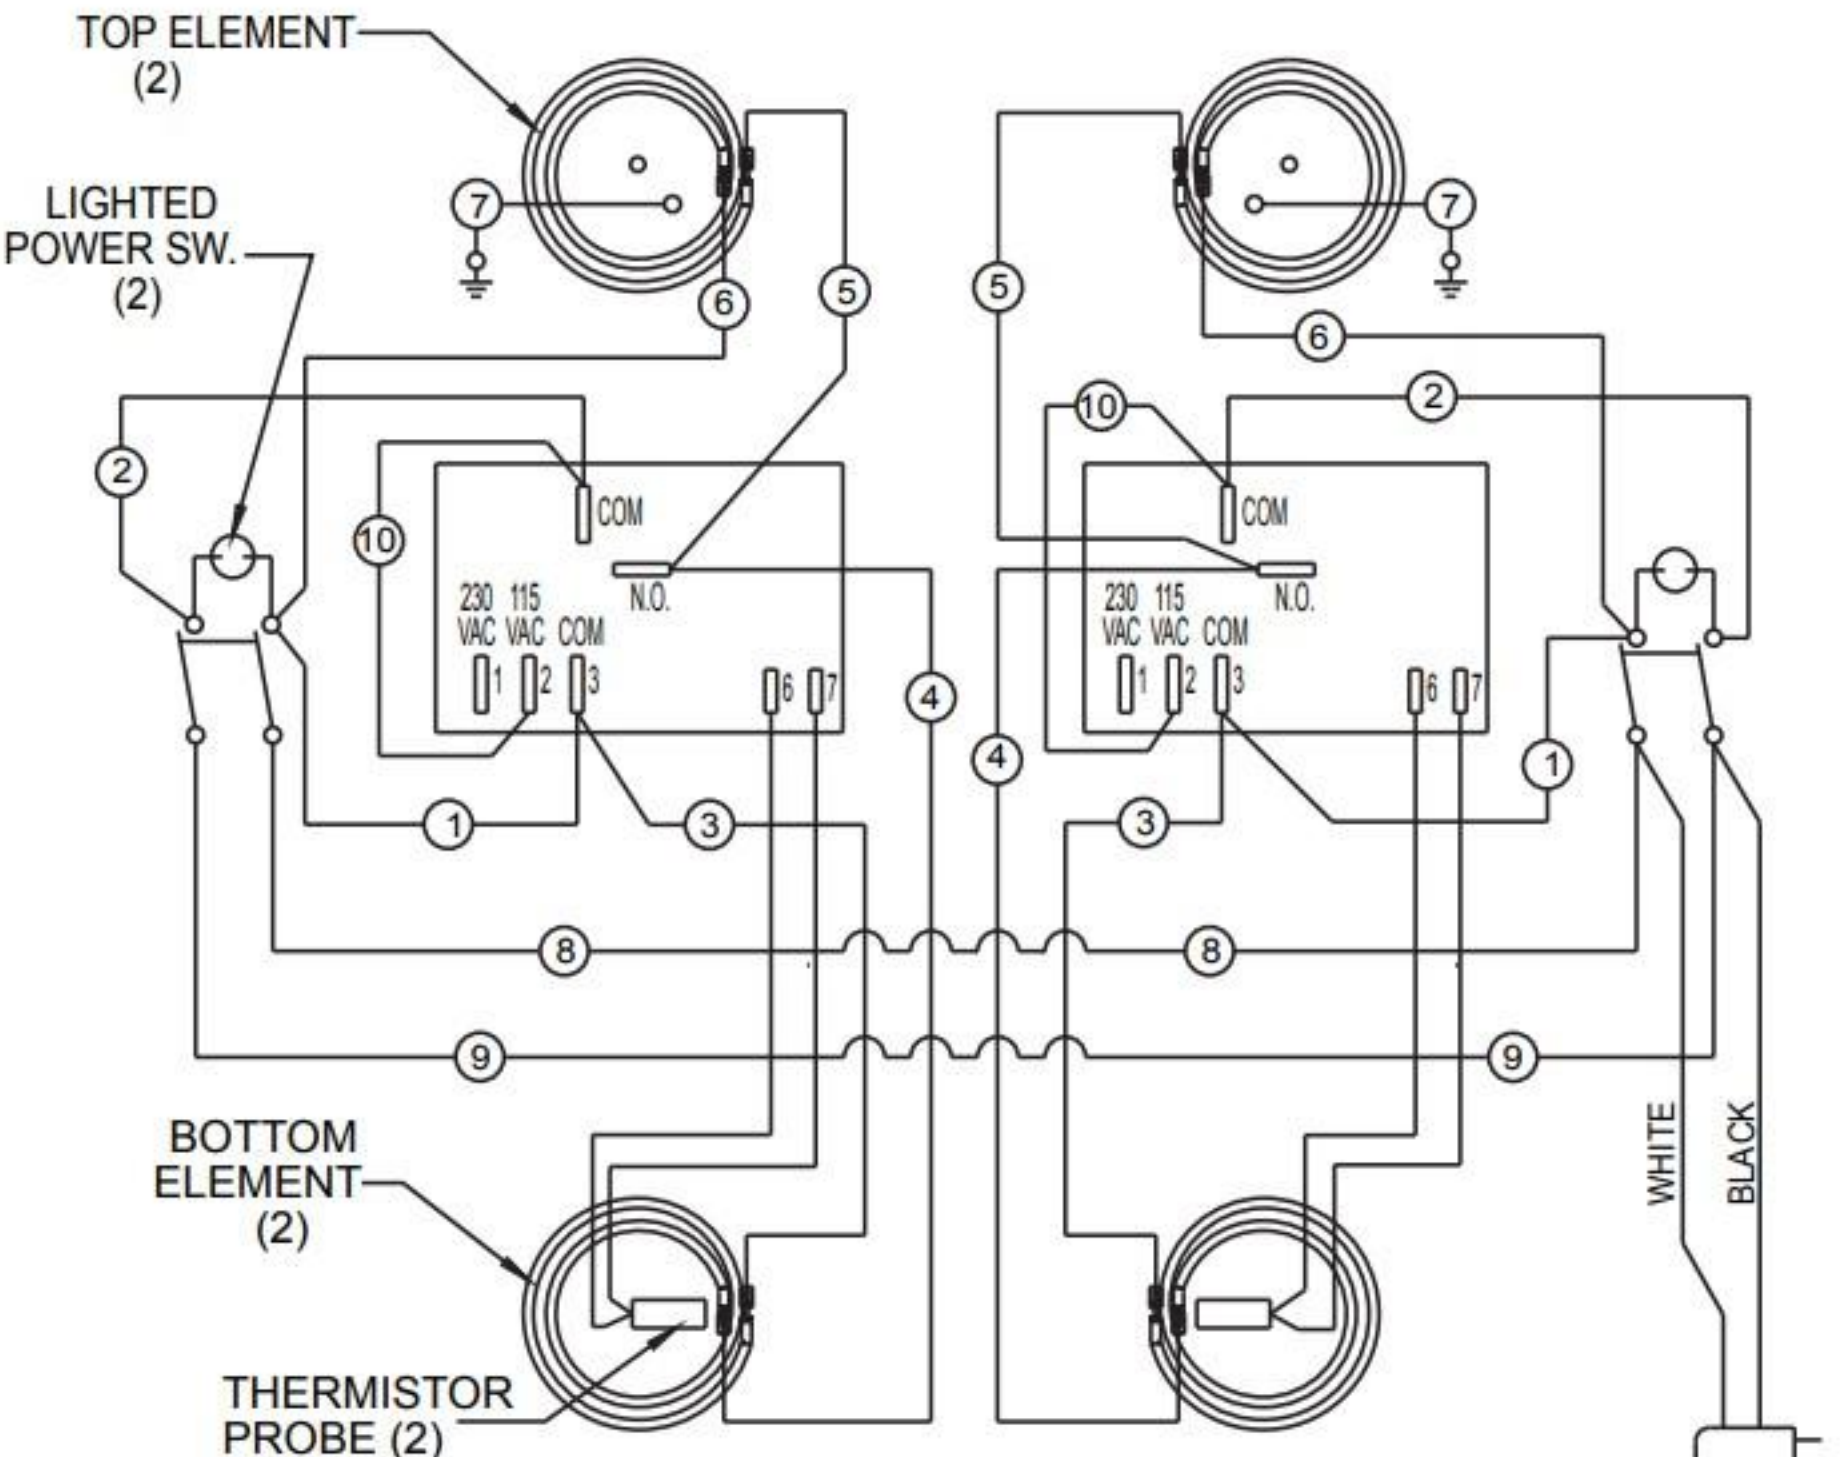 TOP ELEMENT
(2)
LIGHTED
POWER SW.
(2)
7
7
6
5
5
6
2
10
10
2
COM
COM
N.O.
N.O.
230 115
VAC VAC COM
230 115
VAC VAC COM
1 2 3 6 7
1 2 3 6 7
4
4
1
1
3
3
8
8
9
9
BOTTOM
ELEMENT
(2)
WHITE
BLACK
THERMISTOR
PROBE (2)